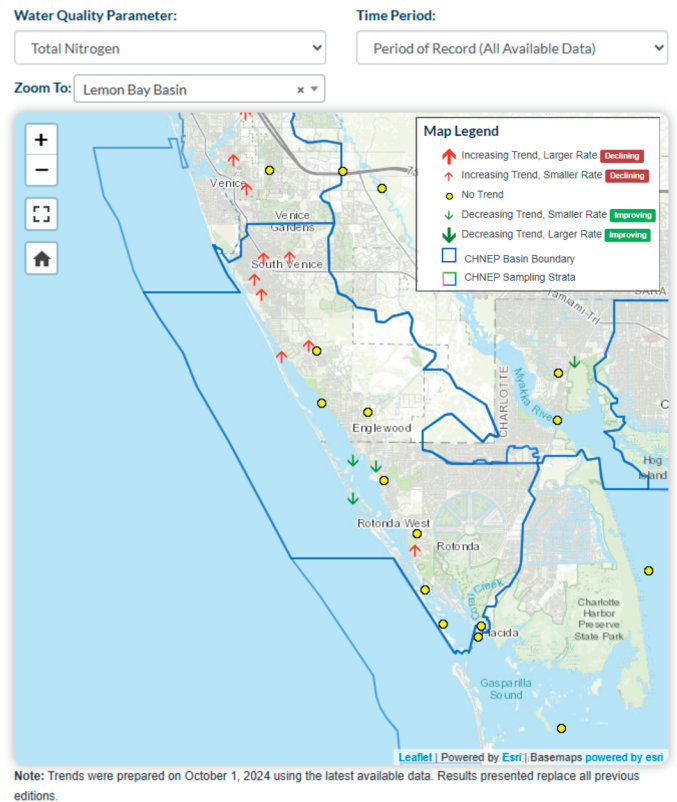 Water Quality Parameter:
Time Period:
Total Nitrogen
Period of Record (All Available Data)
Zoom To:
Lemon Bay Basin
×
+
−
Map Legend
Increasing Trend, Larger Rate Declining
Increasing Trend, Smaller Rate Declining
No Trend
Decreasing Trend, Smaller Rate Improving
Decreasing Trend, Larger Rate Improving
CHNEP Basin Boundary
CHNEP Sampling Strata
Venice
Venice
Gardens
South Venice
Tamiami-Trl
CHARLOTTE
Myakka River
Englewood
Hog
Island
Rotonda West
Rotonda
Coral Creek
Charlotte
Harbor
Preserve
State Park
lacida
Gasparilla
Sound
Leaflet | Powered by Esri | Basemaps powered by esri
Note: Trends were prepared on October 1, 2024 using the latest available data. Results presented replace all previous
editions.